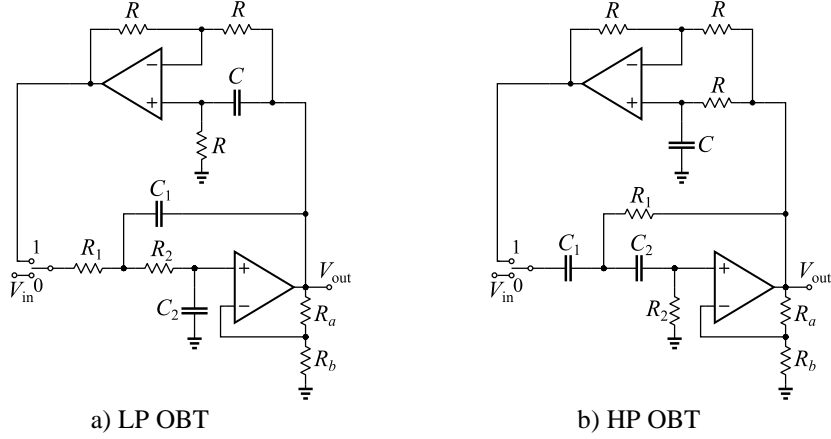 R R R R
− −
C
+ + R
R C
C₁ R₁
1 R₁ R₂ 1 C₁ C₂
+ Vout + Vout
Vin 0 Vin 0
C₂ − Ra R₂ − Ra
Rb Rb
a) LP OBT b) HP OBT